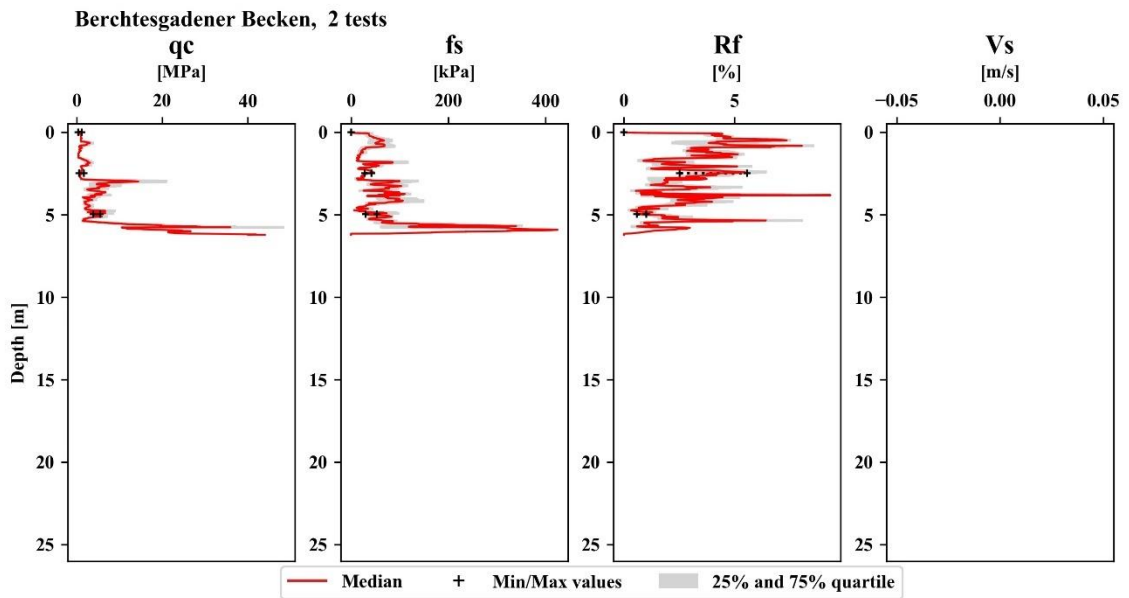 Berchtesgadener Becken, 2 tests
qc fs Rf Vs
[MPa] [kPa] [%] [m/s]
0 20 40 0 200 400 0 5 −0.05 0.00 0.05
0 0 0 0
5 5 5 5
10 10 10 10
Depth [m]
15 15 15 15
20 20 20 20
25 25 25 25
Median + Min/Max values 25% and 75% quartile